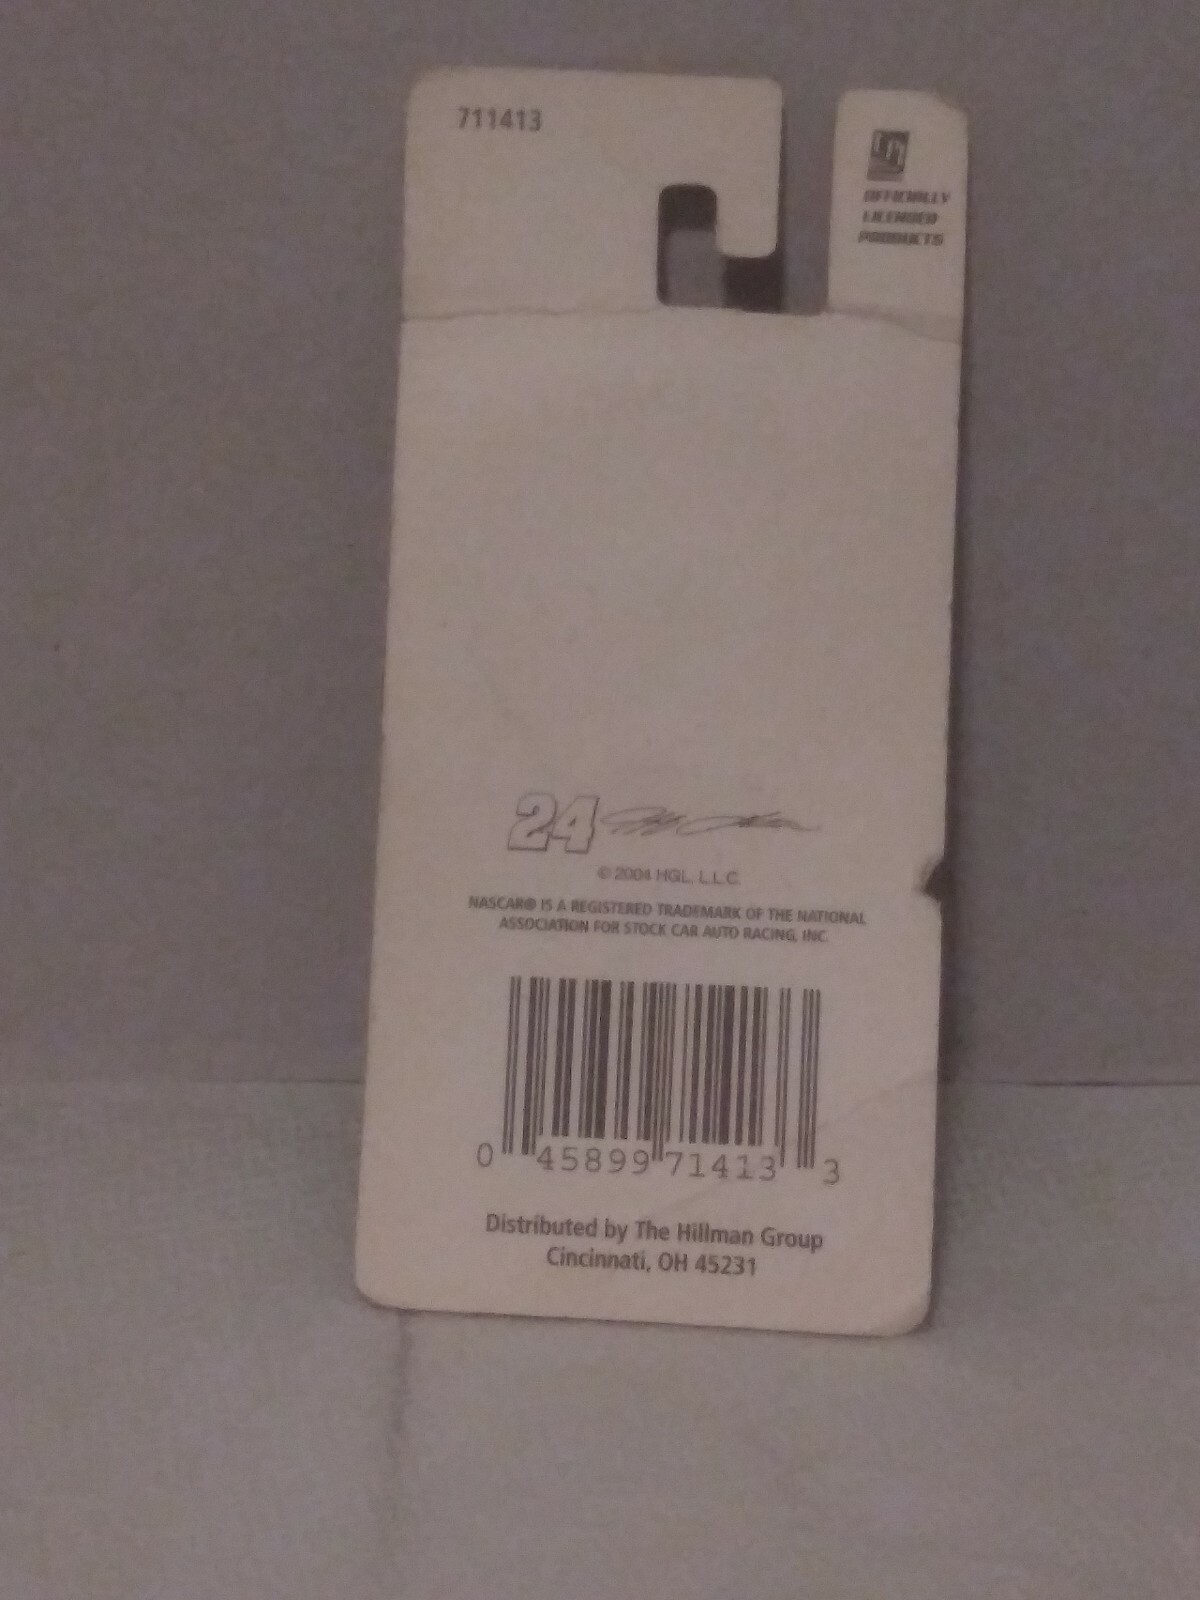 711413
OFFICIALLY
LICENSED
PRODUCTS
24
© 2004 HGL, L.L.C.
NASCAR® IS A REGISTERED TRADEMARK OF THE NATIONAL
ASSOCIATION FOR STOCK CAR AUTO RACING, INC.
0 45899 71413 3
Distributed by The Hillman Group
Cincinnati, OH 45231